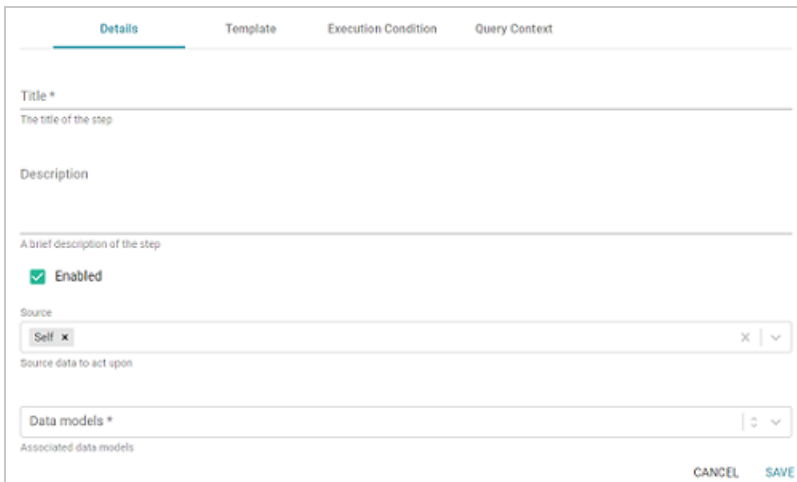 Details Template Execution Condition Query Context
Title *
The title of the step
Description
A brief description of the step
Enabled
Source
Self
Source data to act upon
Data models *
Associated data models
CANCEL SAVE